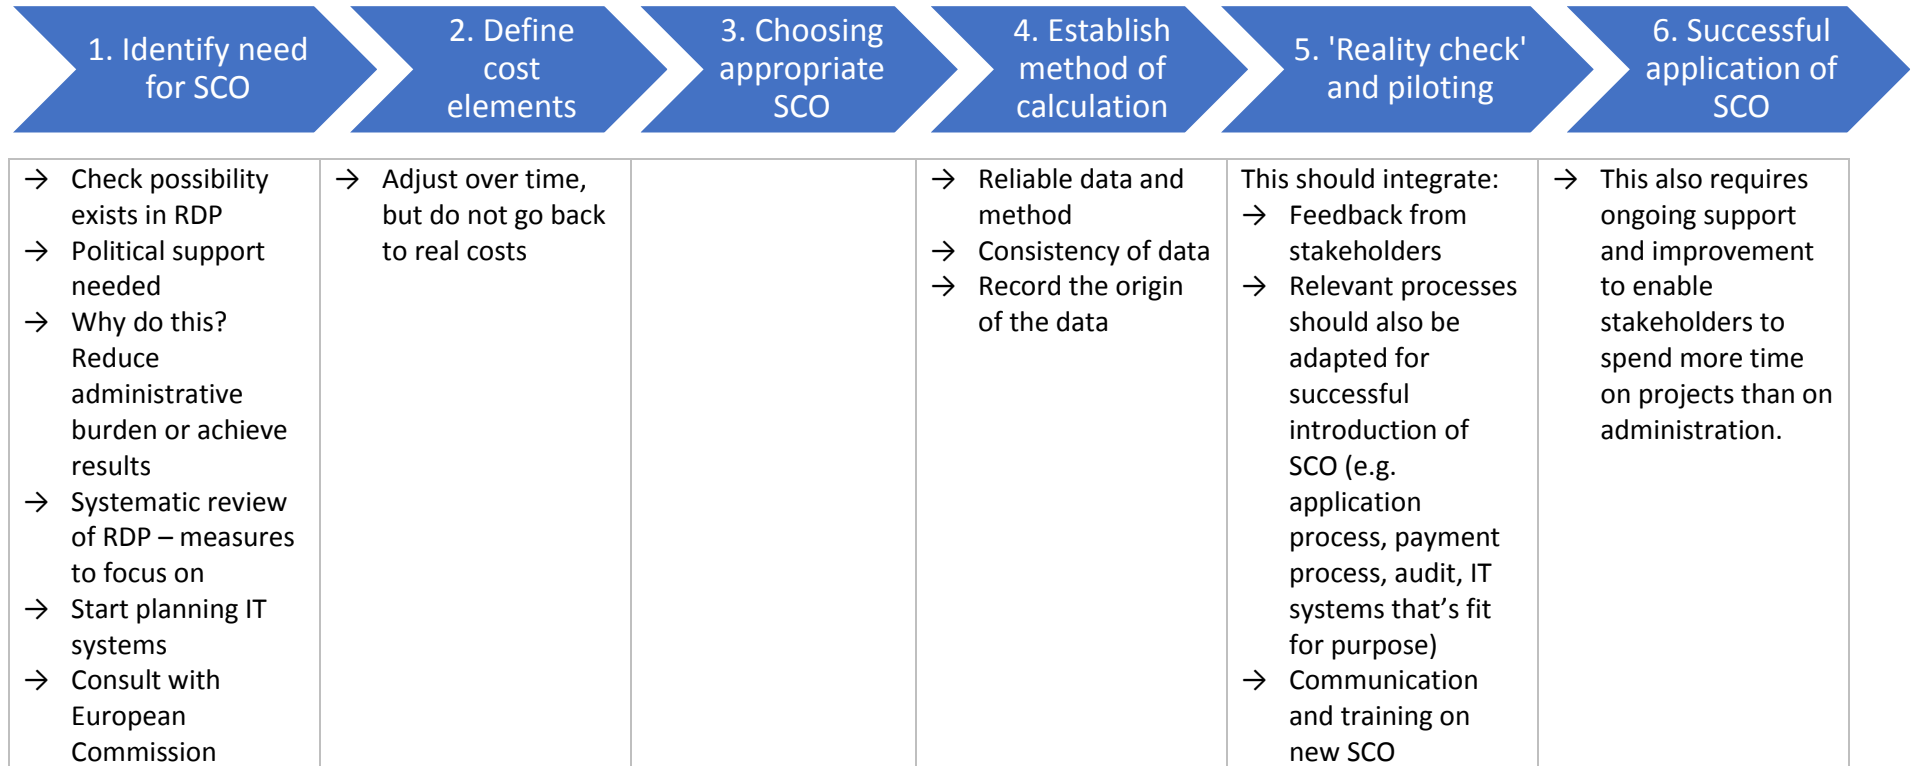 1. Identify need
for SCO
2. Define
cost
elements
3. Choosing
appropriate
SCO
4. Establish
method of
calculation
5. 'Reality check'
and piloting
6. Successful
application of
SCO
→ Check possibility
exists in RDP
→ Political support
needed
→ Why do this?
Reduce
administrative
burden or achieve
results
→ Systematic review
of RDP – measures
to focus on
→ Start planning IT
systems
→ Consult with
European
Commission
→ Adjust over time,
but do not go back
to real costs
→ Reliable data and
method
→ Consistency of data
→ Record the origin
of the data
This should integrate:
→ Feedback from
stakeholders
→ Relevant processes
should also be
adapted for
successful
introduction of
SCO (e.g.
application
process, payment
process, audit, IT
systems that’s fit
for purpose)
→ Communication
and training on
new SCO
→ This also requires
ongoing support
and improvement
to enable
stakeholders to
spend more time
on projects than on
administration.